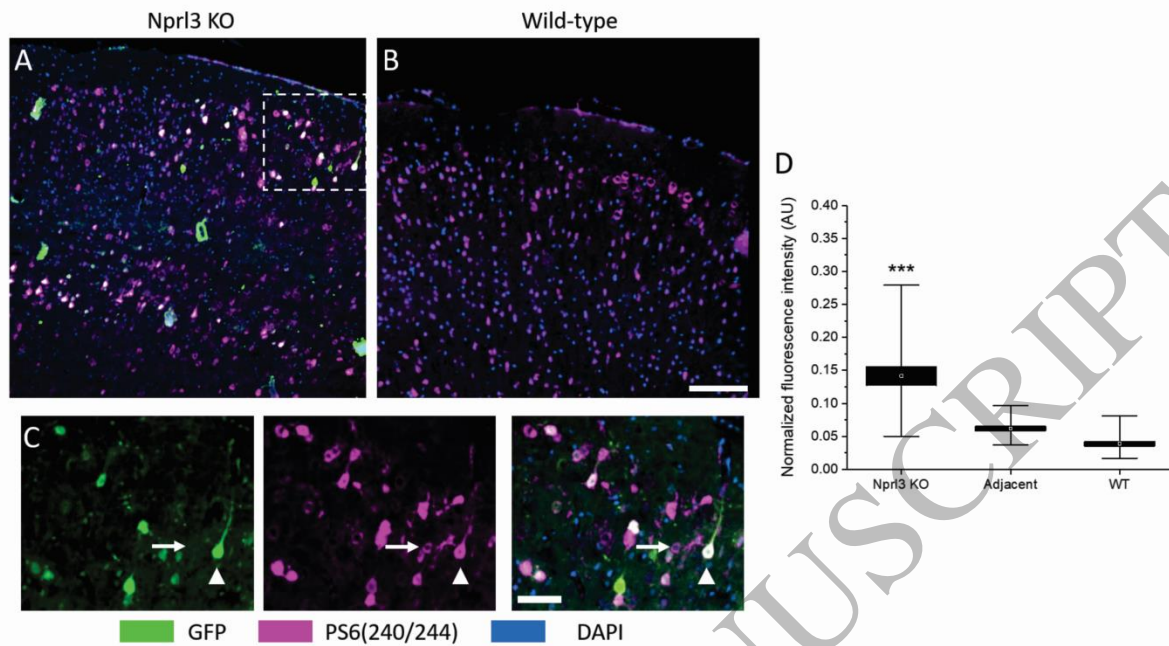 Nprl3 KO
Wild-type
A
B
C
GFP
PS6(240/244)
DAPI
D
Normalized fluorescence intensity (AU)
0.40
0.35
0.30
0.25
0.20
0.15
0.10
0.05
0.00
***
Nprl3 KO
Adjacent
WT
USCRIPT